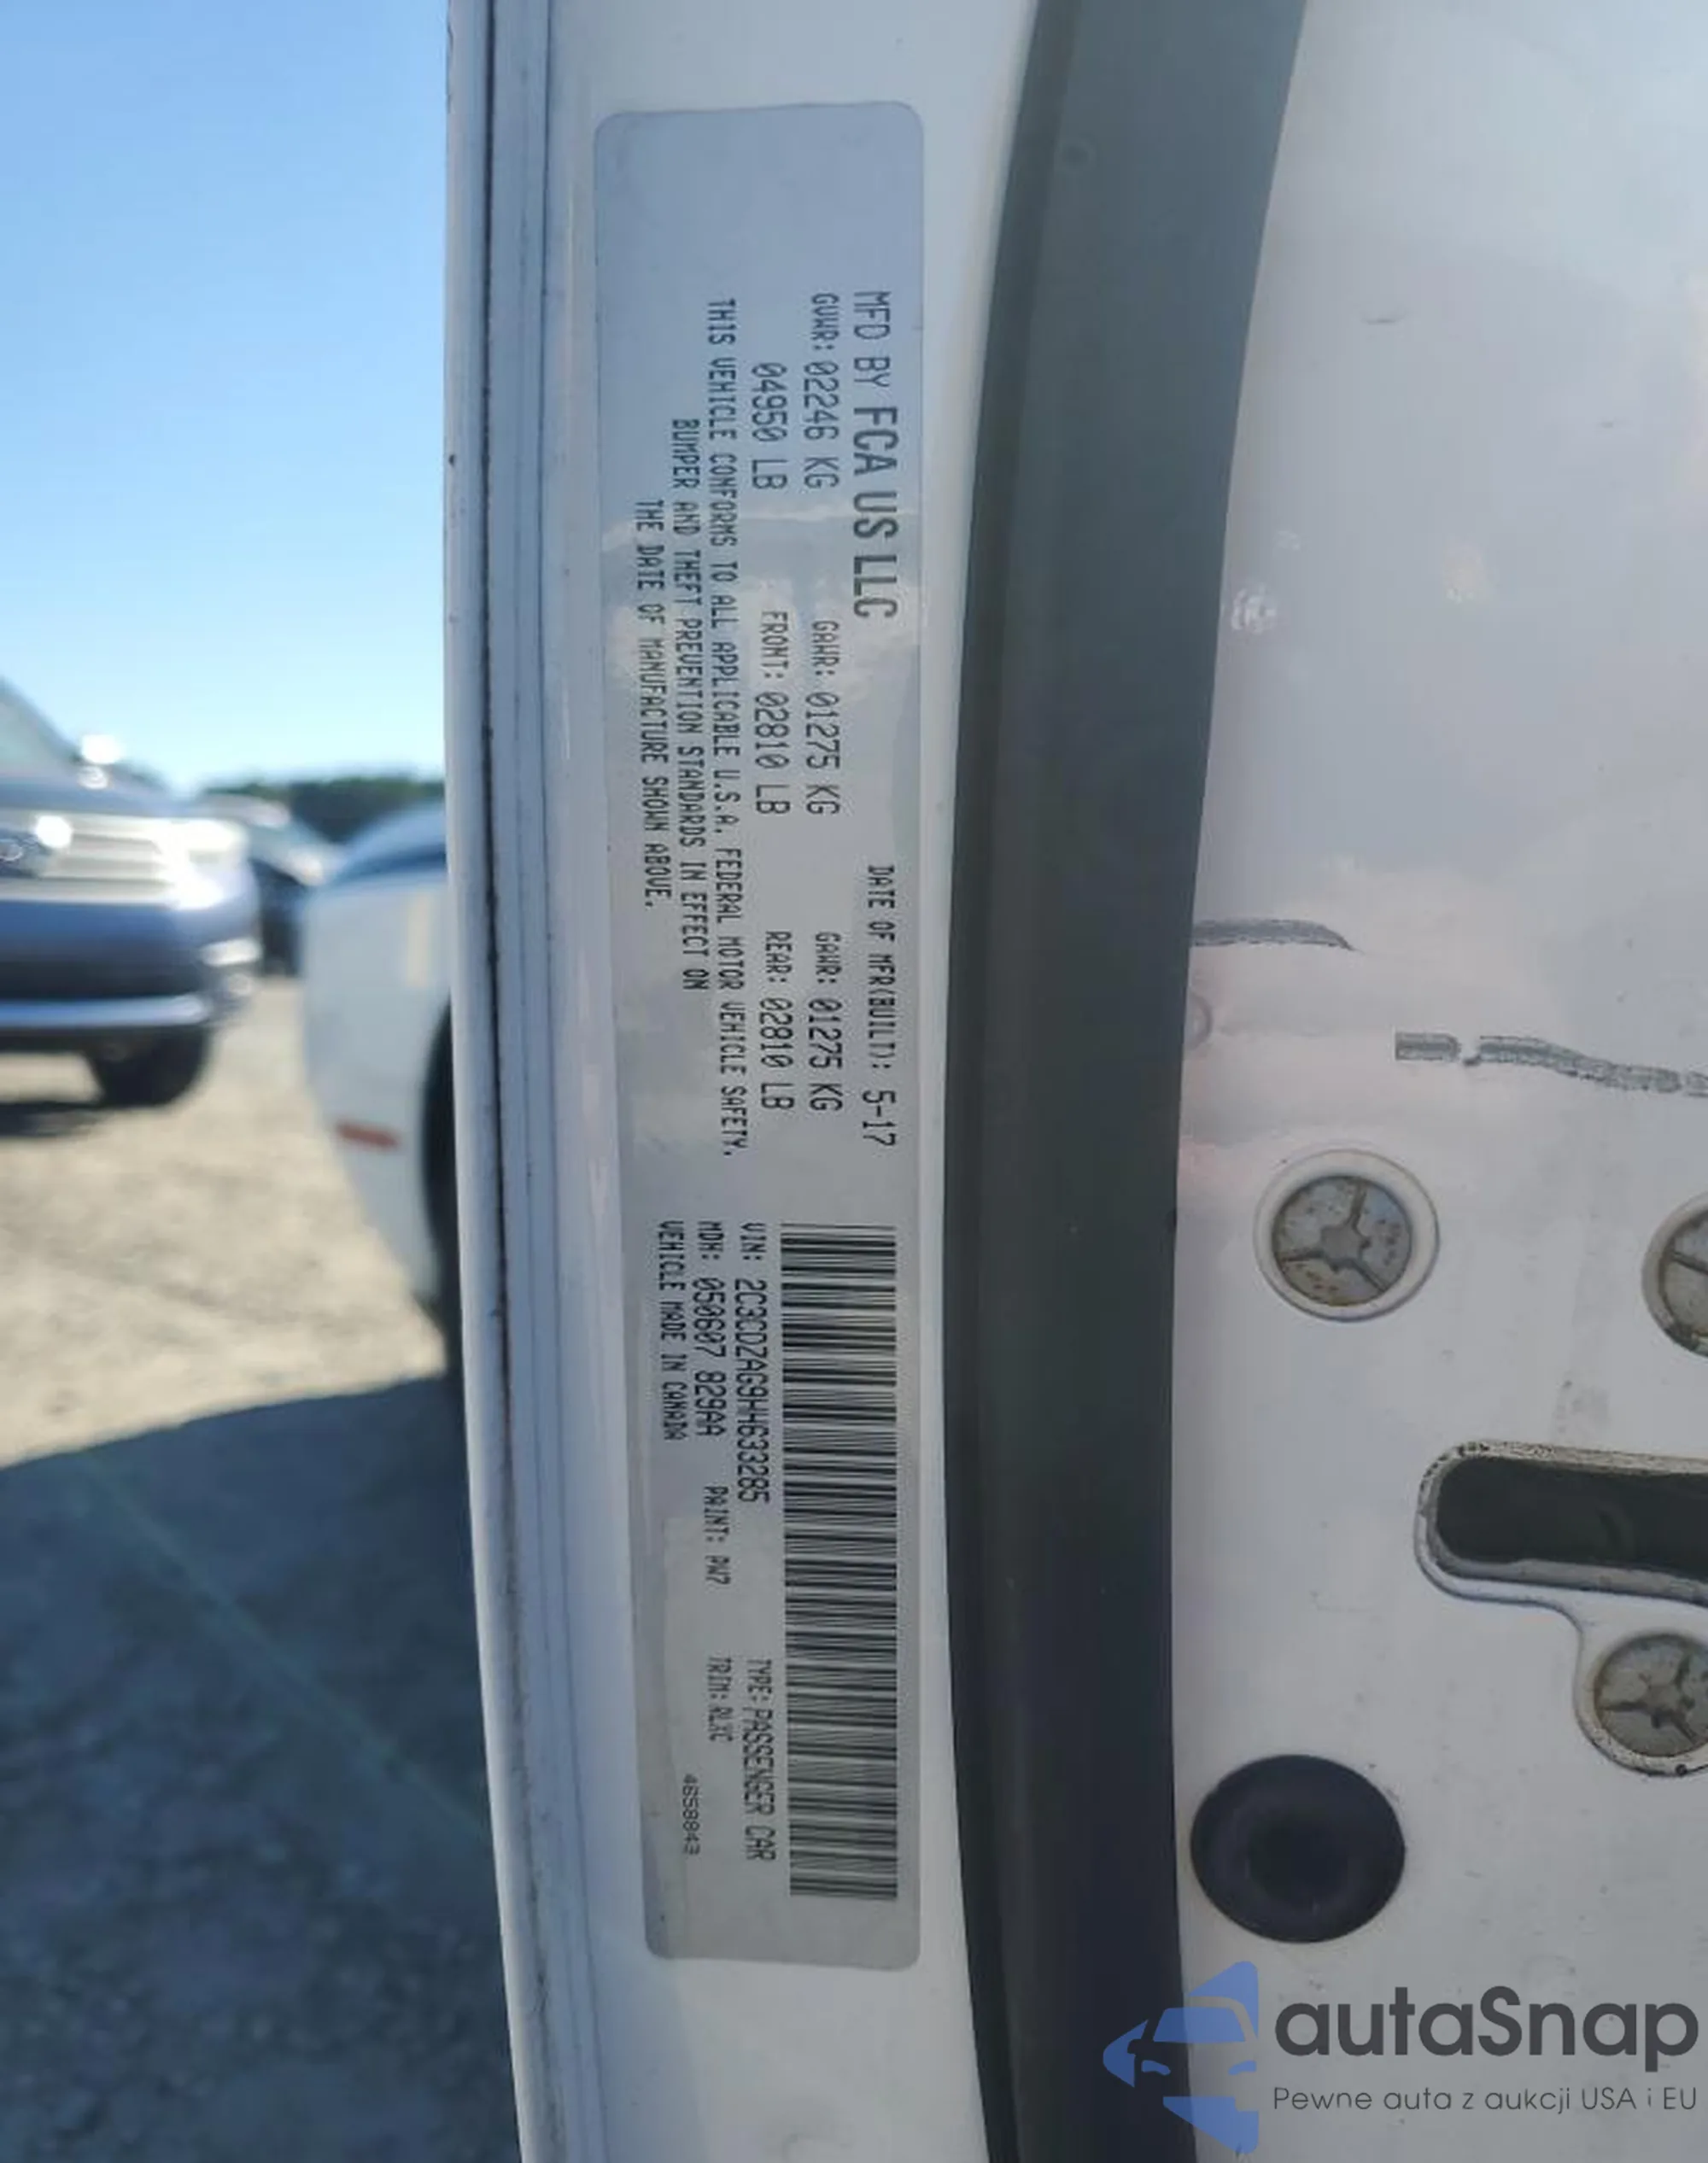 MFD BY FCA US LLC
DATE OF MFR(BUILT): 5-17
GVWR: 02246 KG
GAWR: 01275 KG
GAWR: 01275 KG
04950 LB
FRONT: 02810 LB
REAR: 02810 LB
THIS VEHICLE CONFORMS TO ALL APPLICABLE U.S.A. FEDERAL MOTOR VEHICLE SAFETY,
BUMPER AND THEFT PREVENTION STANDARDS IN EFFECT ON
THE DATE OF MANUFACTURE SHOWN ABOVE.
VIN: 2C3CDZAG9HH633285
TYPE: PASSENGER CAR
MDH: 050607 829AA
PAINT: PW7
TRIM: ALXC
VEHICLE MADE IN CANADA
4658843
autaSnap
Pewne auta z aukcji USA i EU